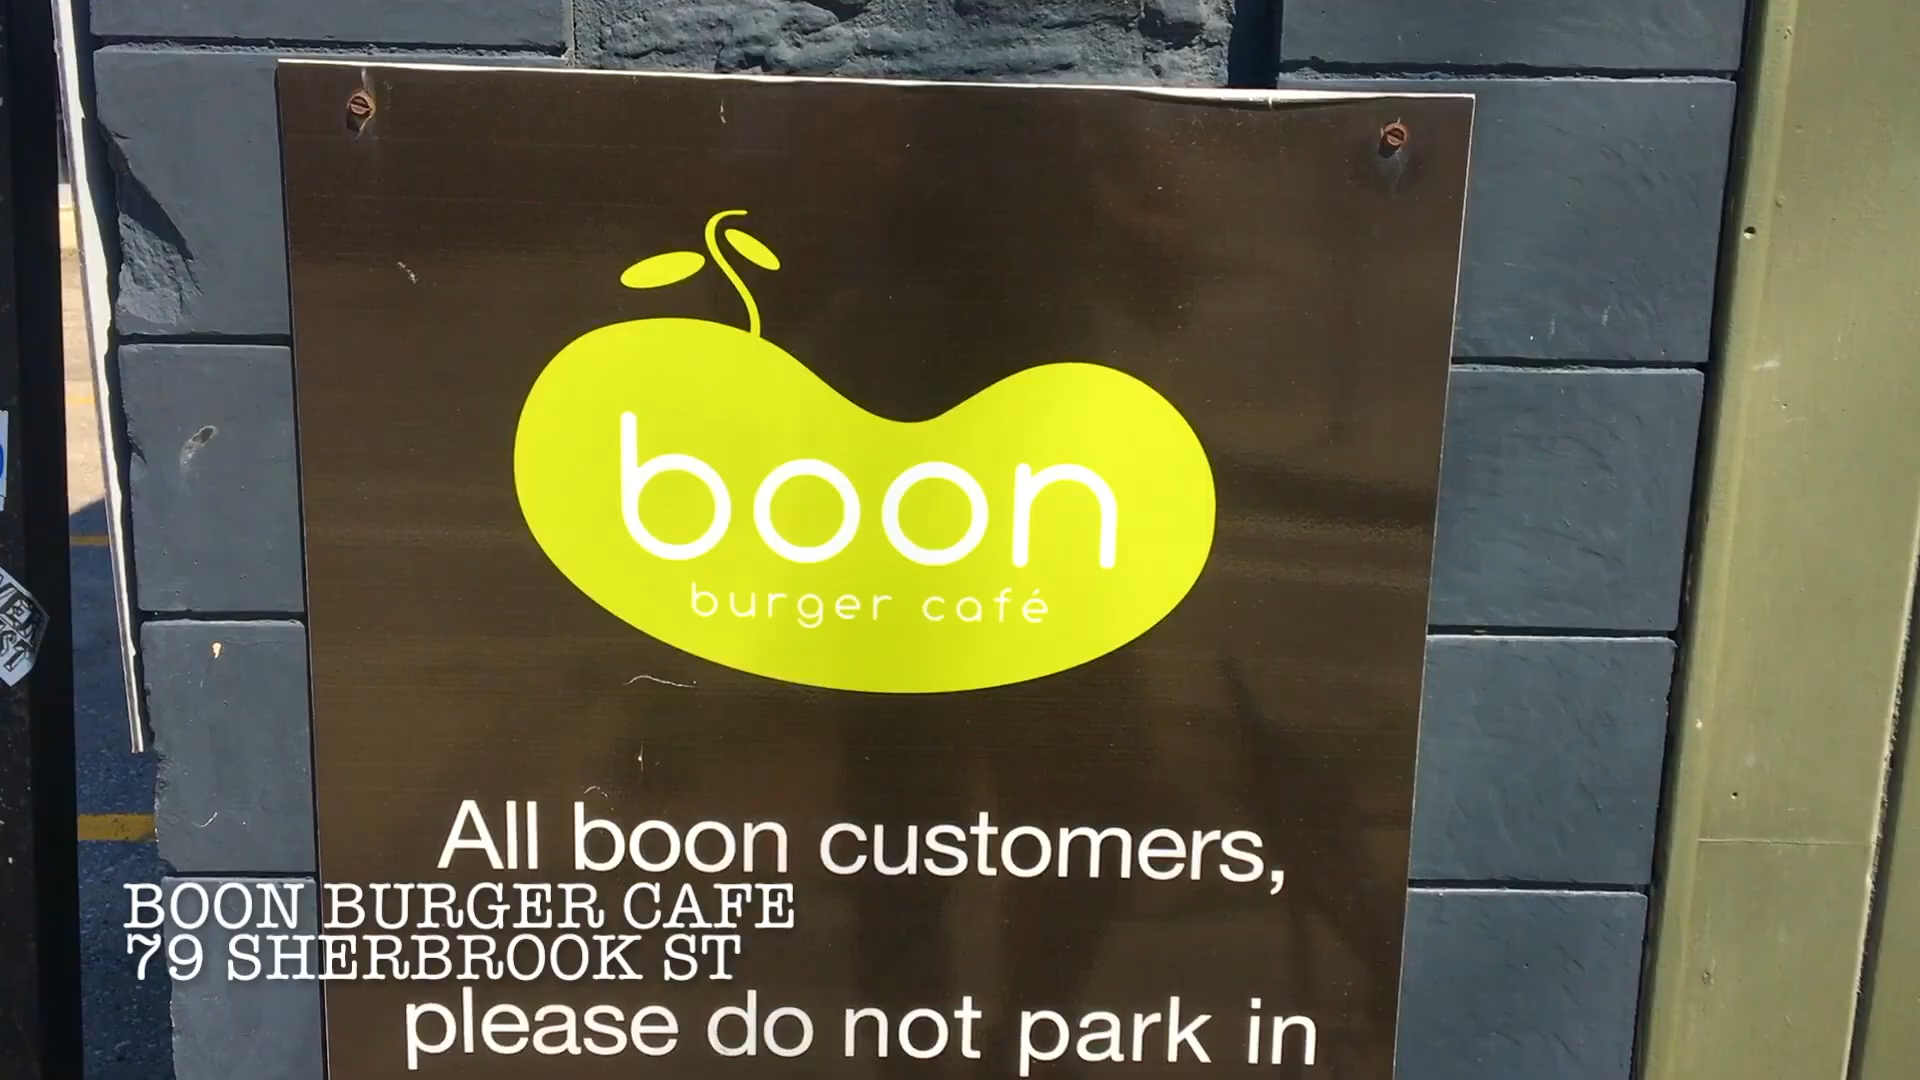 boon
burger café
All boon customers,
BOON BURGER CAFE
79 SHERBROOK ST
please do not park in